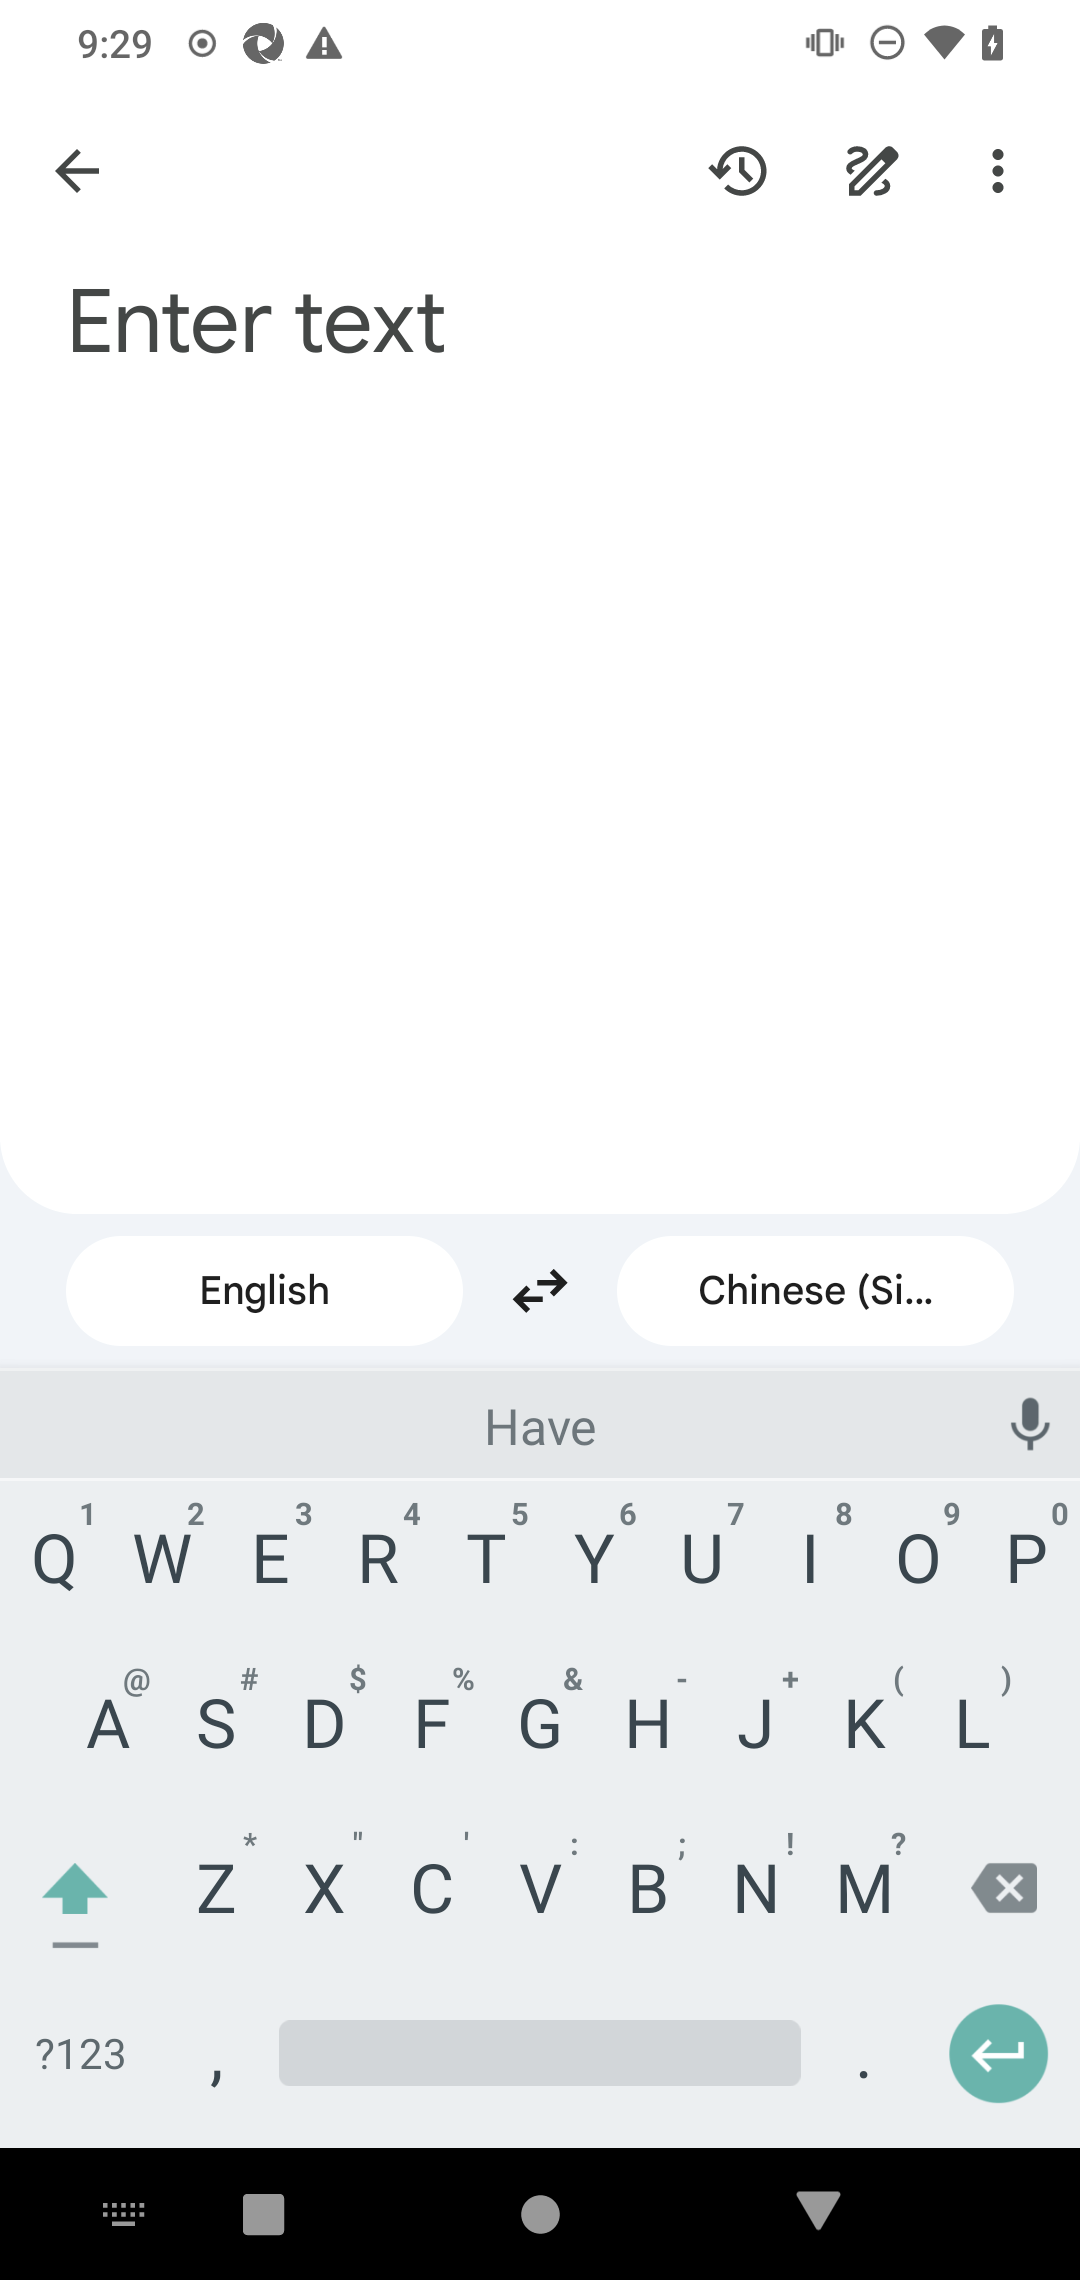 9:29
Enter text
English
Chinese (Si...
Have
1 2 3 4 5 6 7 8 9 0
Q W E R T Y U I O P
@ # $ % & - + ( )
A S D F G H J K L
* " ' : ; ! ?
Z X C V B N M
?123 , .